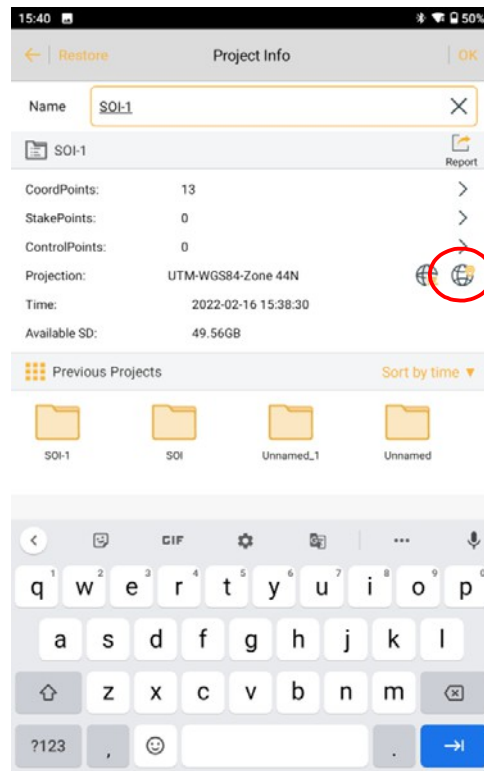 15:40 50%
Restore Project Info OK
Name SOI-1
SOI-1 Report
CoordPoints: 13
StakePoints: 0
ControlPoints: 0
Projection: UTM-WGS84-Zone 44N
Time: 2022-02-16 15:38:30
Available SD: 49.56GB
Previous Projects Sort by time
SOI-1 SOI Unnamed_1 Unnamed
GIF
1 2 3 4 5 6 7 8 9 0
q w e r t y u i o p
a s d f g h j k l
z x c v b n m
?123 , .